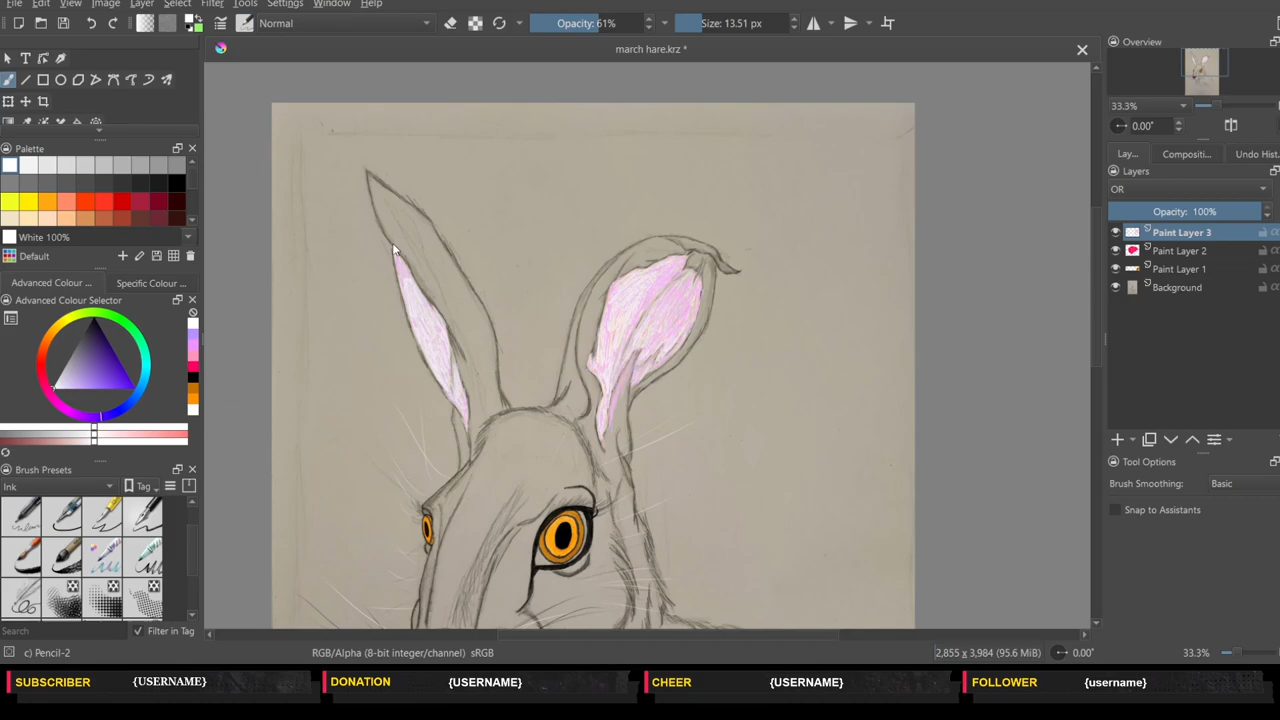 File Edit View Image Layer Select Filter Tools Settings Window Help
Normal
Opacity: 61%
Size: 13.51 px
march hare.krz *
Overview
33.3%
0.00°
Palette
White 100%
Default
Advanced Colour ...
Specific Colour ...
Advanced Colour Selector
Brush Presets
Ink
Tag
Search
Filter in Tag
Lay...
Compositi...
Undo Hist...
Layers
OR
Opacity: 100%
Paint Layer 3
Paint Layer 2
Paint Layer 1
Background
Tool Options
Brush Smoothing:
Basic
Snap to Assistants
c) Pencil-2
RGB/Alpha (8-bit integer/channel) sRGB
2,855 x 3,984 (95.6 MiB)
0.00°
33.3%
SUBSCRIBER {USERNAME}
DONATION {USERNAME}
CHEER {USERNAME}
FOLLOWER {username}